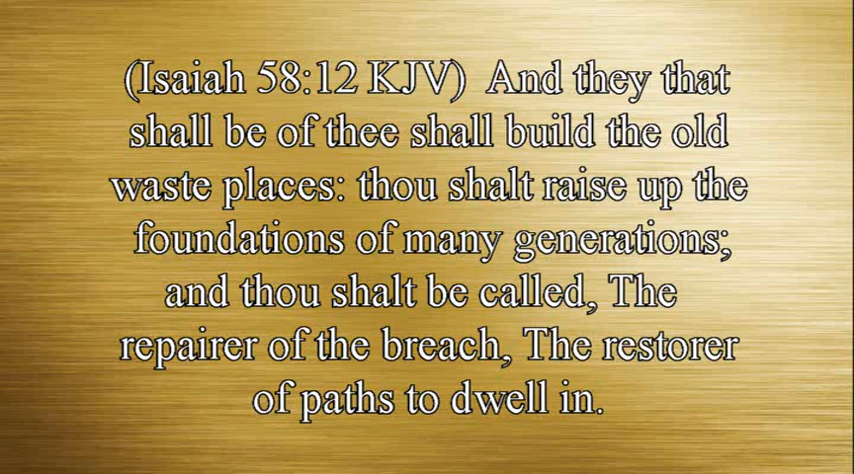 (Isaiah 58:12 KJV)  And they that
shall be of thee shall build the old
waste places: thou shalt raise up the
foundations of many generations;
and thou shalt be called, The
repairer of the breach, The restorer
of paths to dwell in.